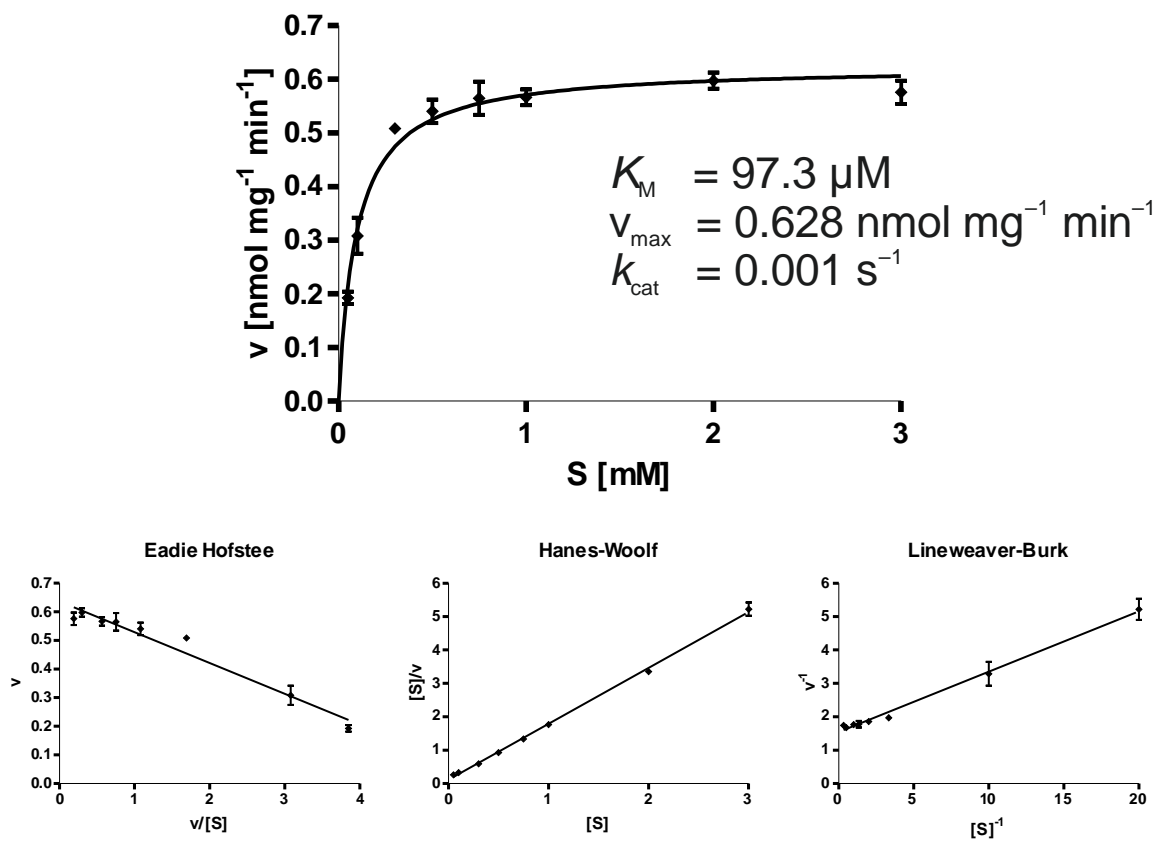 0.7
0.6
0.5
0.4
0.3
0.2
0.1
0.0
v [nmol mg⁻¹ min⁻¹]
K_M = 97.3 µM
v_max = 0.628 nmol mg⁻¹ min⁻¹
k_cat = 0.001 s⁻¹
0 1 2 3
S [mM]
Eadie Hofstee
0.7
0.6
0.5
0.4
0.3
0.2
0.1
0.0
v
0 1 2 3 4
v/[S]
Hanes-Woolf
6
5
4
3
2
1
0
[S]/v
0 1 2 3
[S]
Lineweaver-Burk
6
5
4
3
2
1
0
v⁻¹
0 5 10 15 20
[S]⁻¹